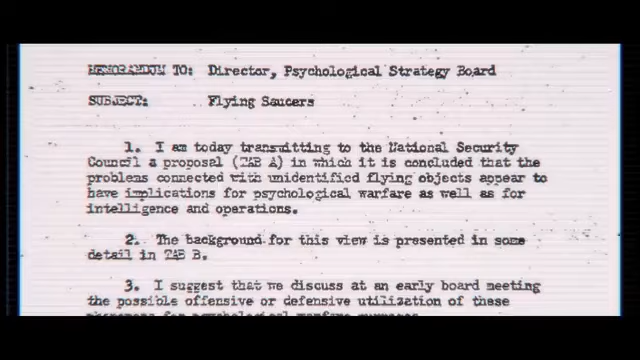 MEMORANDUM TO: Director, Psychological Strategy Board
SUBJECT: Flying Saucers
1. I am today transmitting to the National Security
Council a proposal (TAB A) in which it is concluded that the
problems connected with unidentified flying objects appear to
have implications for psychological warfare as well as for
intelligence and operations.
2. The background for this view is presented in some
detail in TAB B.
3. I suggest that we discuss at an early board meeting
the possible offensive or defensive utilization of these